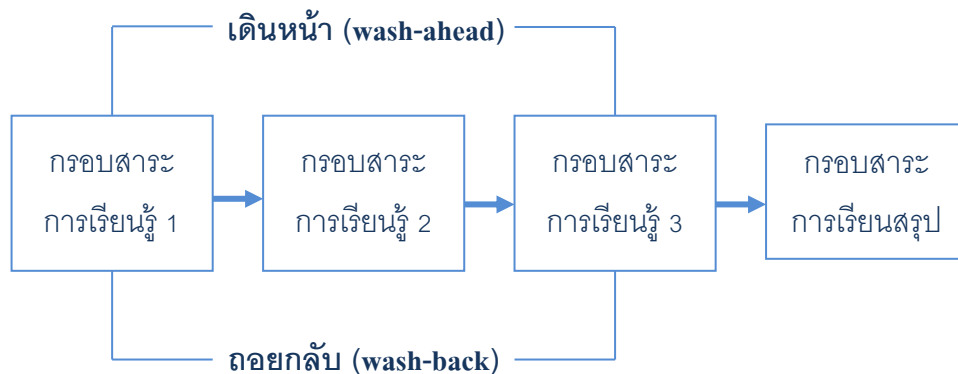 เดินหน้า (wash-ahead)
กรอบสาระ
การเรียนรู้ 1
กรอบสาระ
การเรียนรู้ 2
กรอบสาระ
การเรียนรู้ 3
กรอบสาระ
การเรียนสรุป
ถอยกลับ (wash-back)